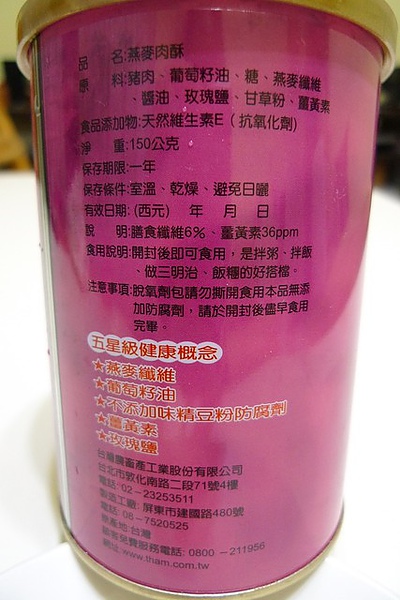 品 名:燕麥肉酥
原 料:豬肉、葡萄籽油、糖、燕麥纖維
、醬油、玫瑰鹽、甘草粉、薑黃素
食品添加物:天然維生素E(抗氧化劑)
淨 重:150公克
保存期限:一年
保存條件:室溫、乾燥、避免日曬
有效日期:(西元) 年 月 日
說 明:膳食纖維6%、薑黃素36ppm
食用說明:開封後即可食用,是拌粥、拌飯
、做三明治、飯糰的好搭檔。
注意事項:脫氧劑包請勿撕開食用本品無添
加防腐劑,請於開封後儘早食用
完畢。
五星級健康概念
★燕麥纖維
★葡萄籽油
★不添加味精豆粉防腐劑
★薑黃素
★玫瑰鹽
台灣廣畜產工業股份有限公司
台北市敦化南路二段71號4樓
電話:02-23253511
製造工廠:屏東市建國路480號
電話:08-7520525
原產地:台灣
顧客免費服務電話:0800-211956
網址:www.tham.com.tw